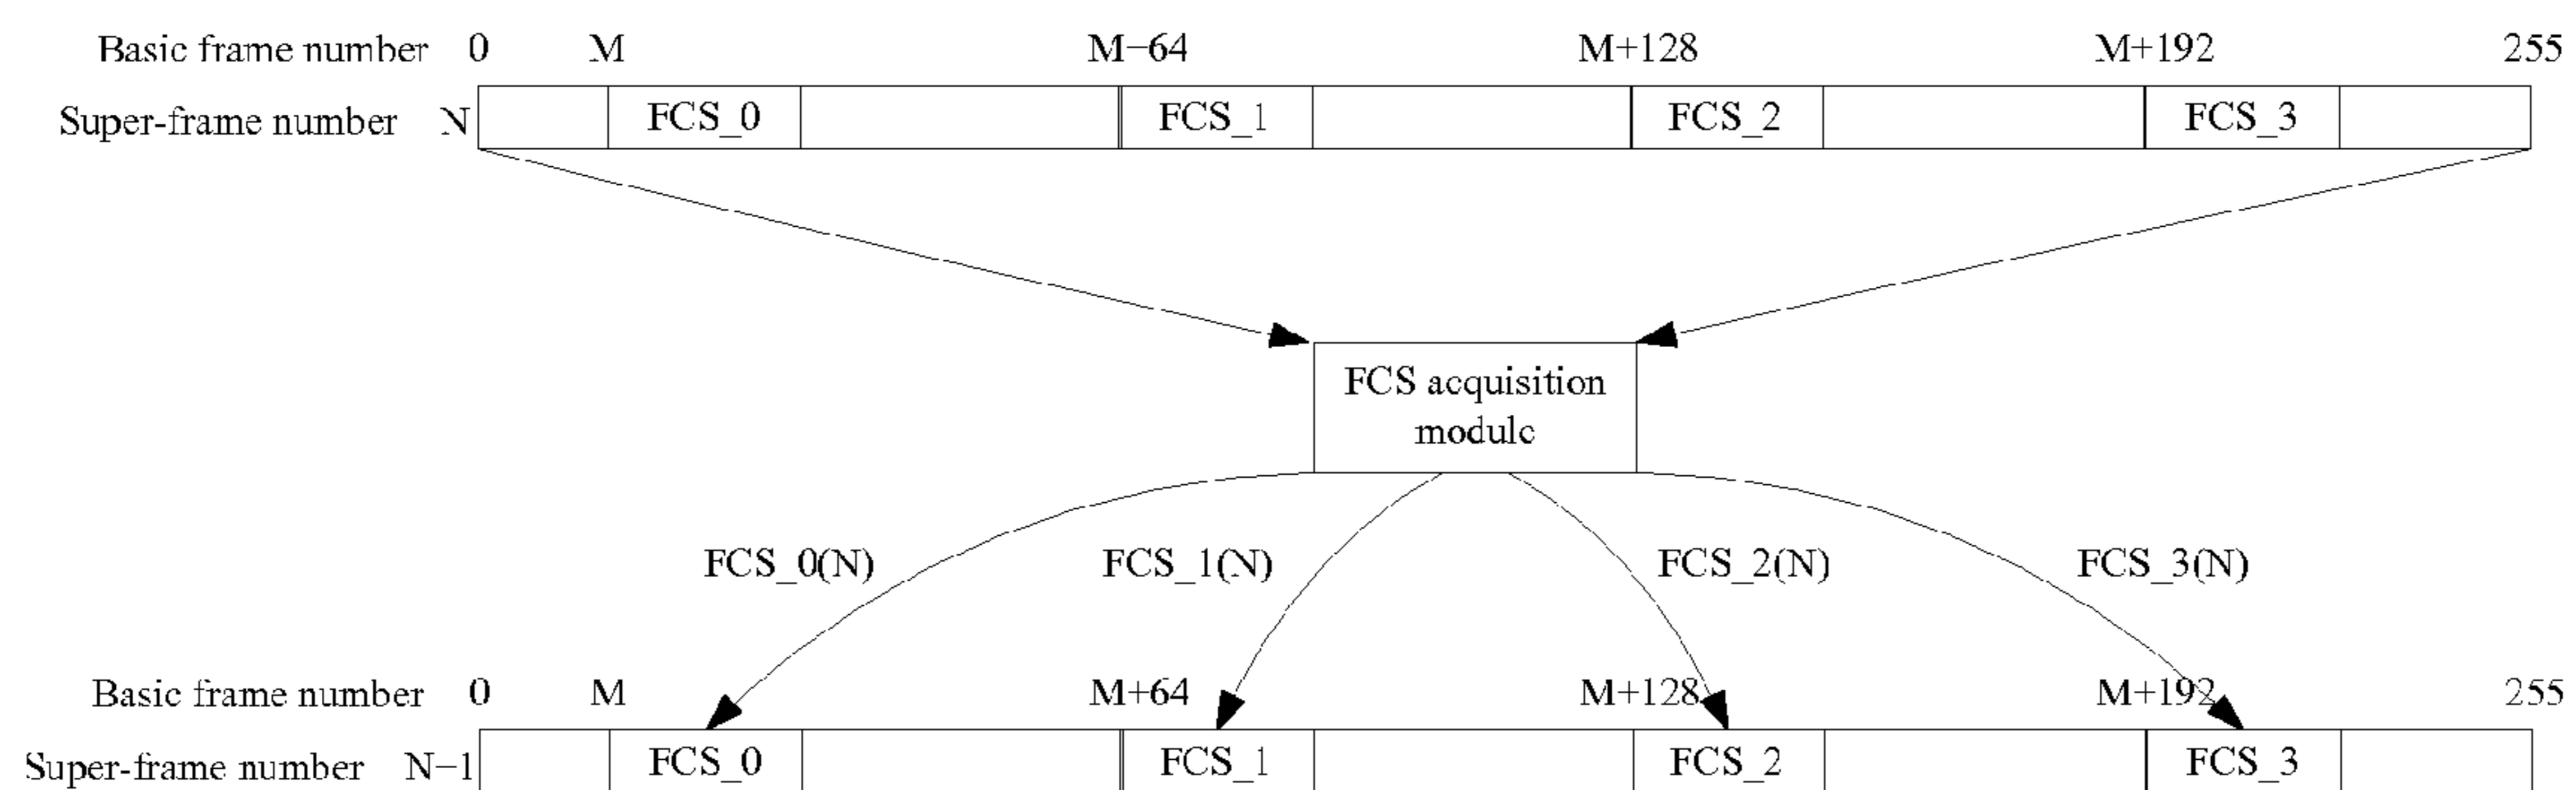 Basic frame number 0 M M−64 M+128 M+192 255
Super-frame number N FCS_0 FCS_1 FCS_2 FCS_3
FCS acquisition
module
FCS_0(N) FCS_1(N) FCS_2(N) FCS_3(N)
Basic frame number 0 M M+64 M+128 M+192 255
Super-frame number N−1 FCS_0 FCS_1 FCS_2 FCS_3